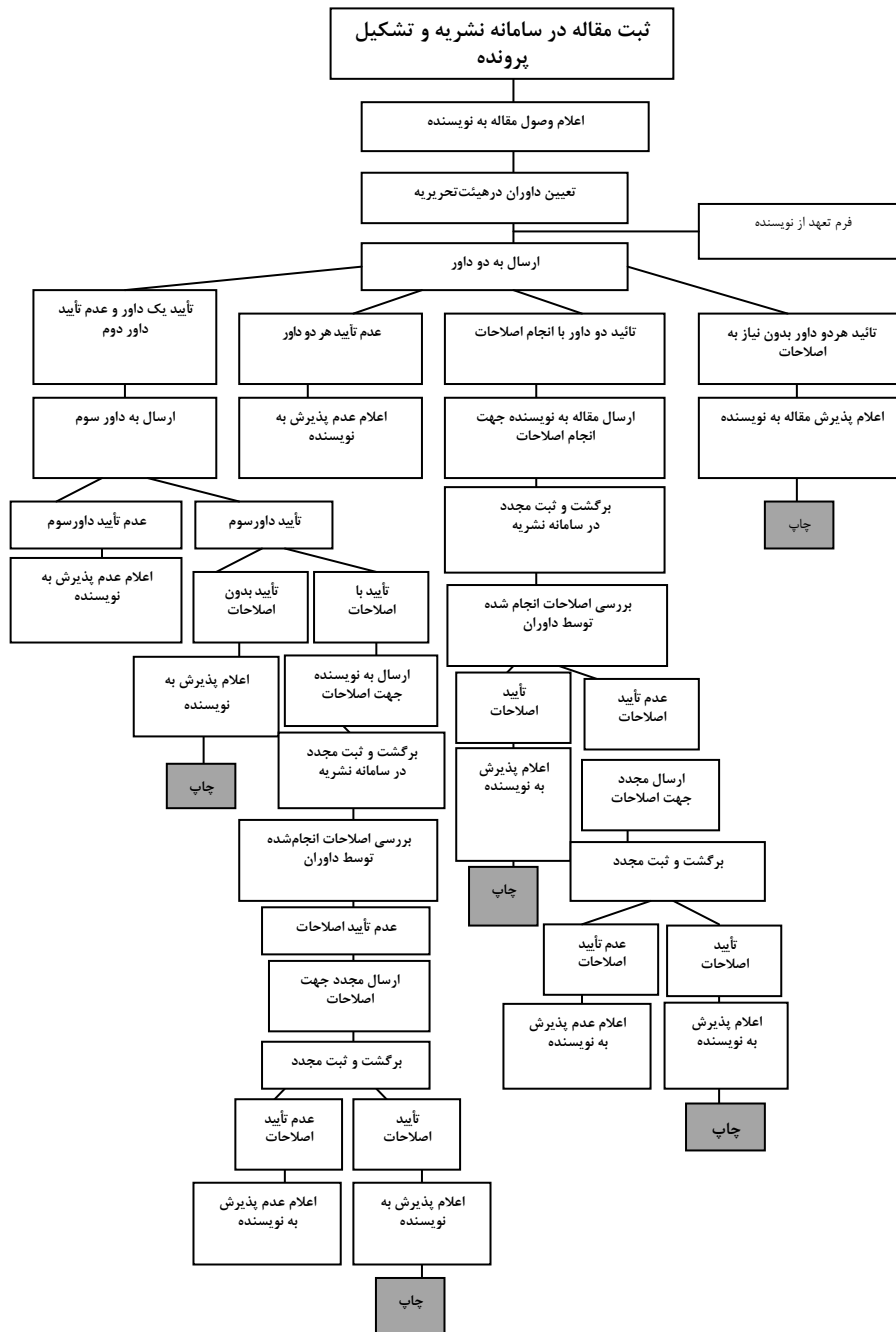 ثبت مقاله در سامانه نشریه و تشکیل
پرونده
اعلام وصول مقاله به نویسنده
تعیین داوران درهیئت‌تحریریه
فرم تعهد از نویسنده
ارسال به دو داور
تائید هردو داور بدون نیاز به
اصلاحات
تائید دو داور با انجام اصلاحات
عدم تأیید هر دو داور
تأیید یک داور و عدم تأیید
داور دوم
اعلام پذیرش مقاله به نویسنده
ارسال مقاله به نویسنده جهت
انجام اصلاحات
اعلام عدم پذیرش به
نویسنده
ارسال به داور سوم
چاپ
برگشت و ثبت مجدد
در سامانه نشریه
تأیید داورسوم
عدم تأیید داورسوم
بررسی اصلاحات انجام شده
توسط داوران
تأیید با
اصلاحات
تأیید بدون
اصلاحات
اعلام عدم پذیرش به
نویسنده
عدم تأیید
اصلاحات
تأیید
اصلاحات
ارسال به نویسنده
جهت اصلاحات
اعلام پذیرش به
نویسنده
ارسال مجدد
جهت اصلاحات
اعلام پذیرش
به نویسنده
برگشت و ثبت مجدد
در سامانه نشریه
چاپ
برگشت و ثبت مجدد
چاپ
بررسی اصلاحات انجام‌شده
توسط داوران
تأیید
اصلاحات
عدم تأیید
اصلاحات
عدم تأیید اصلاحات
اعلام پذیرش
به نویسنده
اعلام عدم پذیرش
به نویسنده
ارسال مجدد جهت
اصلاحات
چاپ
برگشت و ثبت مجدد
تأیید
اصلاحات
عدم تأیید
اصلاحات
اعلام پذیرش به
نویسنده
اعلام عدم پذیرش
به نویسنده
چاپ